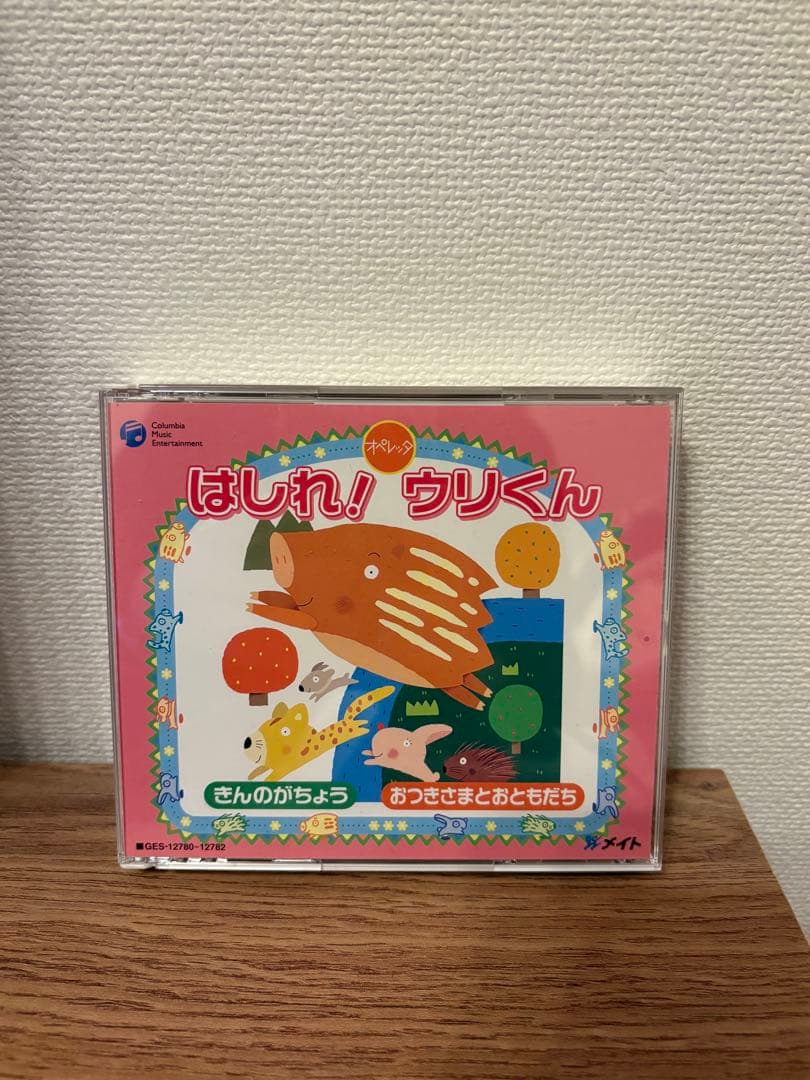 Columbia
Music
Entertainment
オペレッタ
はしれ! ウリくん
きんのがちょう
おつきさまとおともだち
■GES-12780~12782
メイト